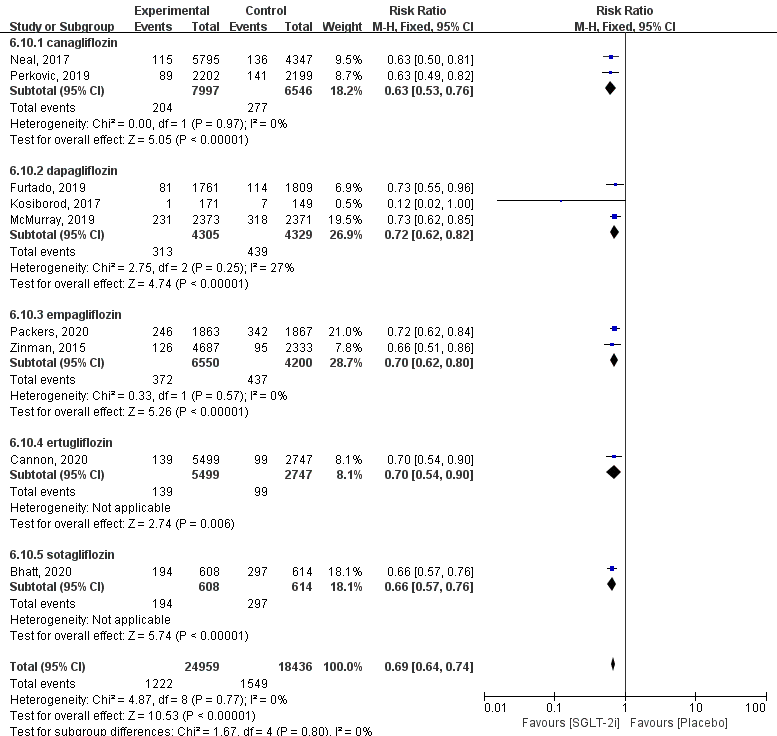 Experimental Control Risk Ratio Risk Ratio
Study or Subgroup Events Total Events Total Weight M-H, Fixed, 95% CI M-H, Fixed, 95% CI
6.10.1 canagliflozin
Neal, 2017 115 5795 136 4347 9.5% 0.63 [0.50, 0.81]
Perkovic, 2019 89 2202 141 2199 8.7% 0.63 [0.49, 0.82]
Subtotal (95% CI) 7997 6546 18.2% 0.63 [0.53, 0.76]
Total events 204 277
Heterogeneity: Chi² = 0.00, df = 1 (P = 0.97); I² = 0%
Test for overall effect: Z = 5.05 (P < 0.00001)
6.10.2 dapagliflozin
Furtado, 2019 81 1761 114 1809 6.9% 0.73 [0.55, 0.96]
Kosiborod, 2017 1 171 7 149 0.5% 0.12 [0.02, 1.00]
McMurray, 2019 231 2373 318 2371 19.5% 0.73 [0.62, 0.85]
Subtotal (95% CI) 4305 4329 26.9% 0.72 [0.62, 0.82]
Total events 313 439
Heterogeneity: Chi² = 2.75, df = 2 (P = 0.25); I² = 27%
Test for overall effect: Z = 4.74 (P < 0.00001)
6.10.3 empagliflozin
Packers, 2020 246 1863 342 1867 21.0% 0.72 [0.62, 0.84]
Zinman, 2015 126 4687 95 2333 7.8% 0.66 [0.51, 0.86]
Subtotal (95% CI) 6550 4200 28.7% 0.70 [0.62, 0.80]
Total events 372 437
Heterogeneity: Chi² = 0.33, df = 1 (P = 0.57); I² = 0%
Test for overall effect: Z = 5.26 (P < 0.00001)
6.10.4 ertugliflozin
Cannon, 2020 139 5499 99 2747 8.1% 0.70 [0.54, 0.90]
Subtotal (95% CI) 5499 2747 8.1% 0.70 [0.54, 0.90]
Total events 139 99
Heterogeneity: Not applicable
Test for overall effect: Z = 2.74 (P = 0.006)
6.10.5 sotagliflozin
Bhatt, 2020 194 608 297 614 18.1% 0.66 [0.57, 0.76]
Subtotal (95% CI) 608 614 18.1% 0.66 [0.57, 0.76]
Total events 194 297
Heterogeneity: Not applicable
Test for overall effect: Z = 5.74 (P < 0.00001)
Total (95% CI) 24959 18436 100.0% 0.69 [0.64, 0.74]
Total events 1222 1549
Heterogeneity: Chi² = 4.87, df = 8 (P = 0.77); I² = 0%
Test for overall effect: Z = 10.53 (P < 0.00001)
Test for subgroup differences: Chi² = 1.67, df = 4 (P = 0.80), I² = 0%
0.01 0.1 1 10 100
Favours [SGLT-2i] Favours [Placebo]